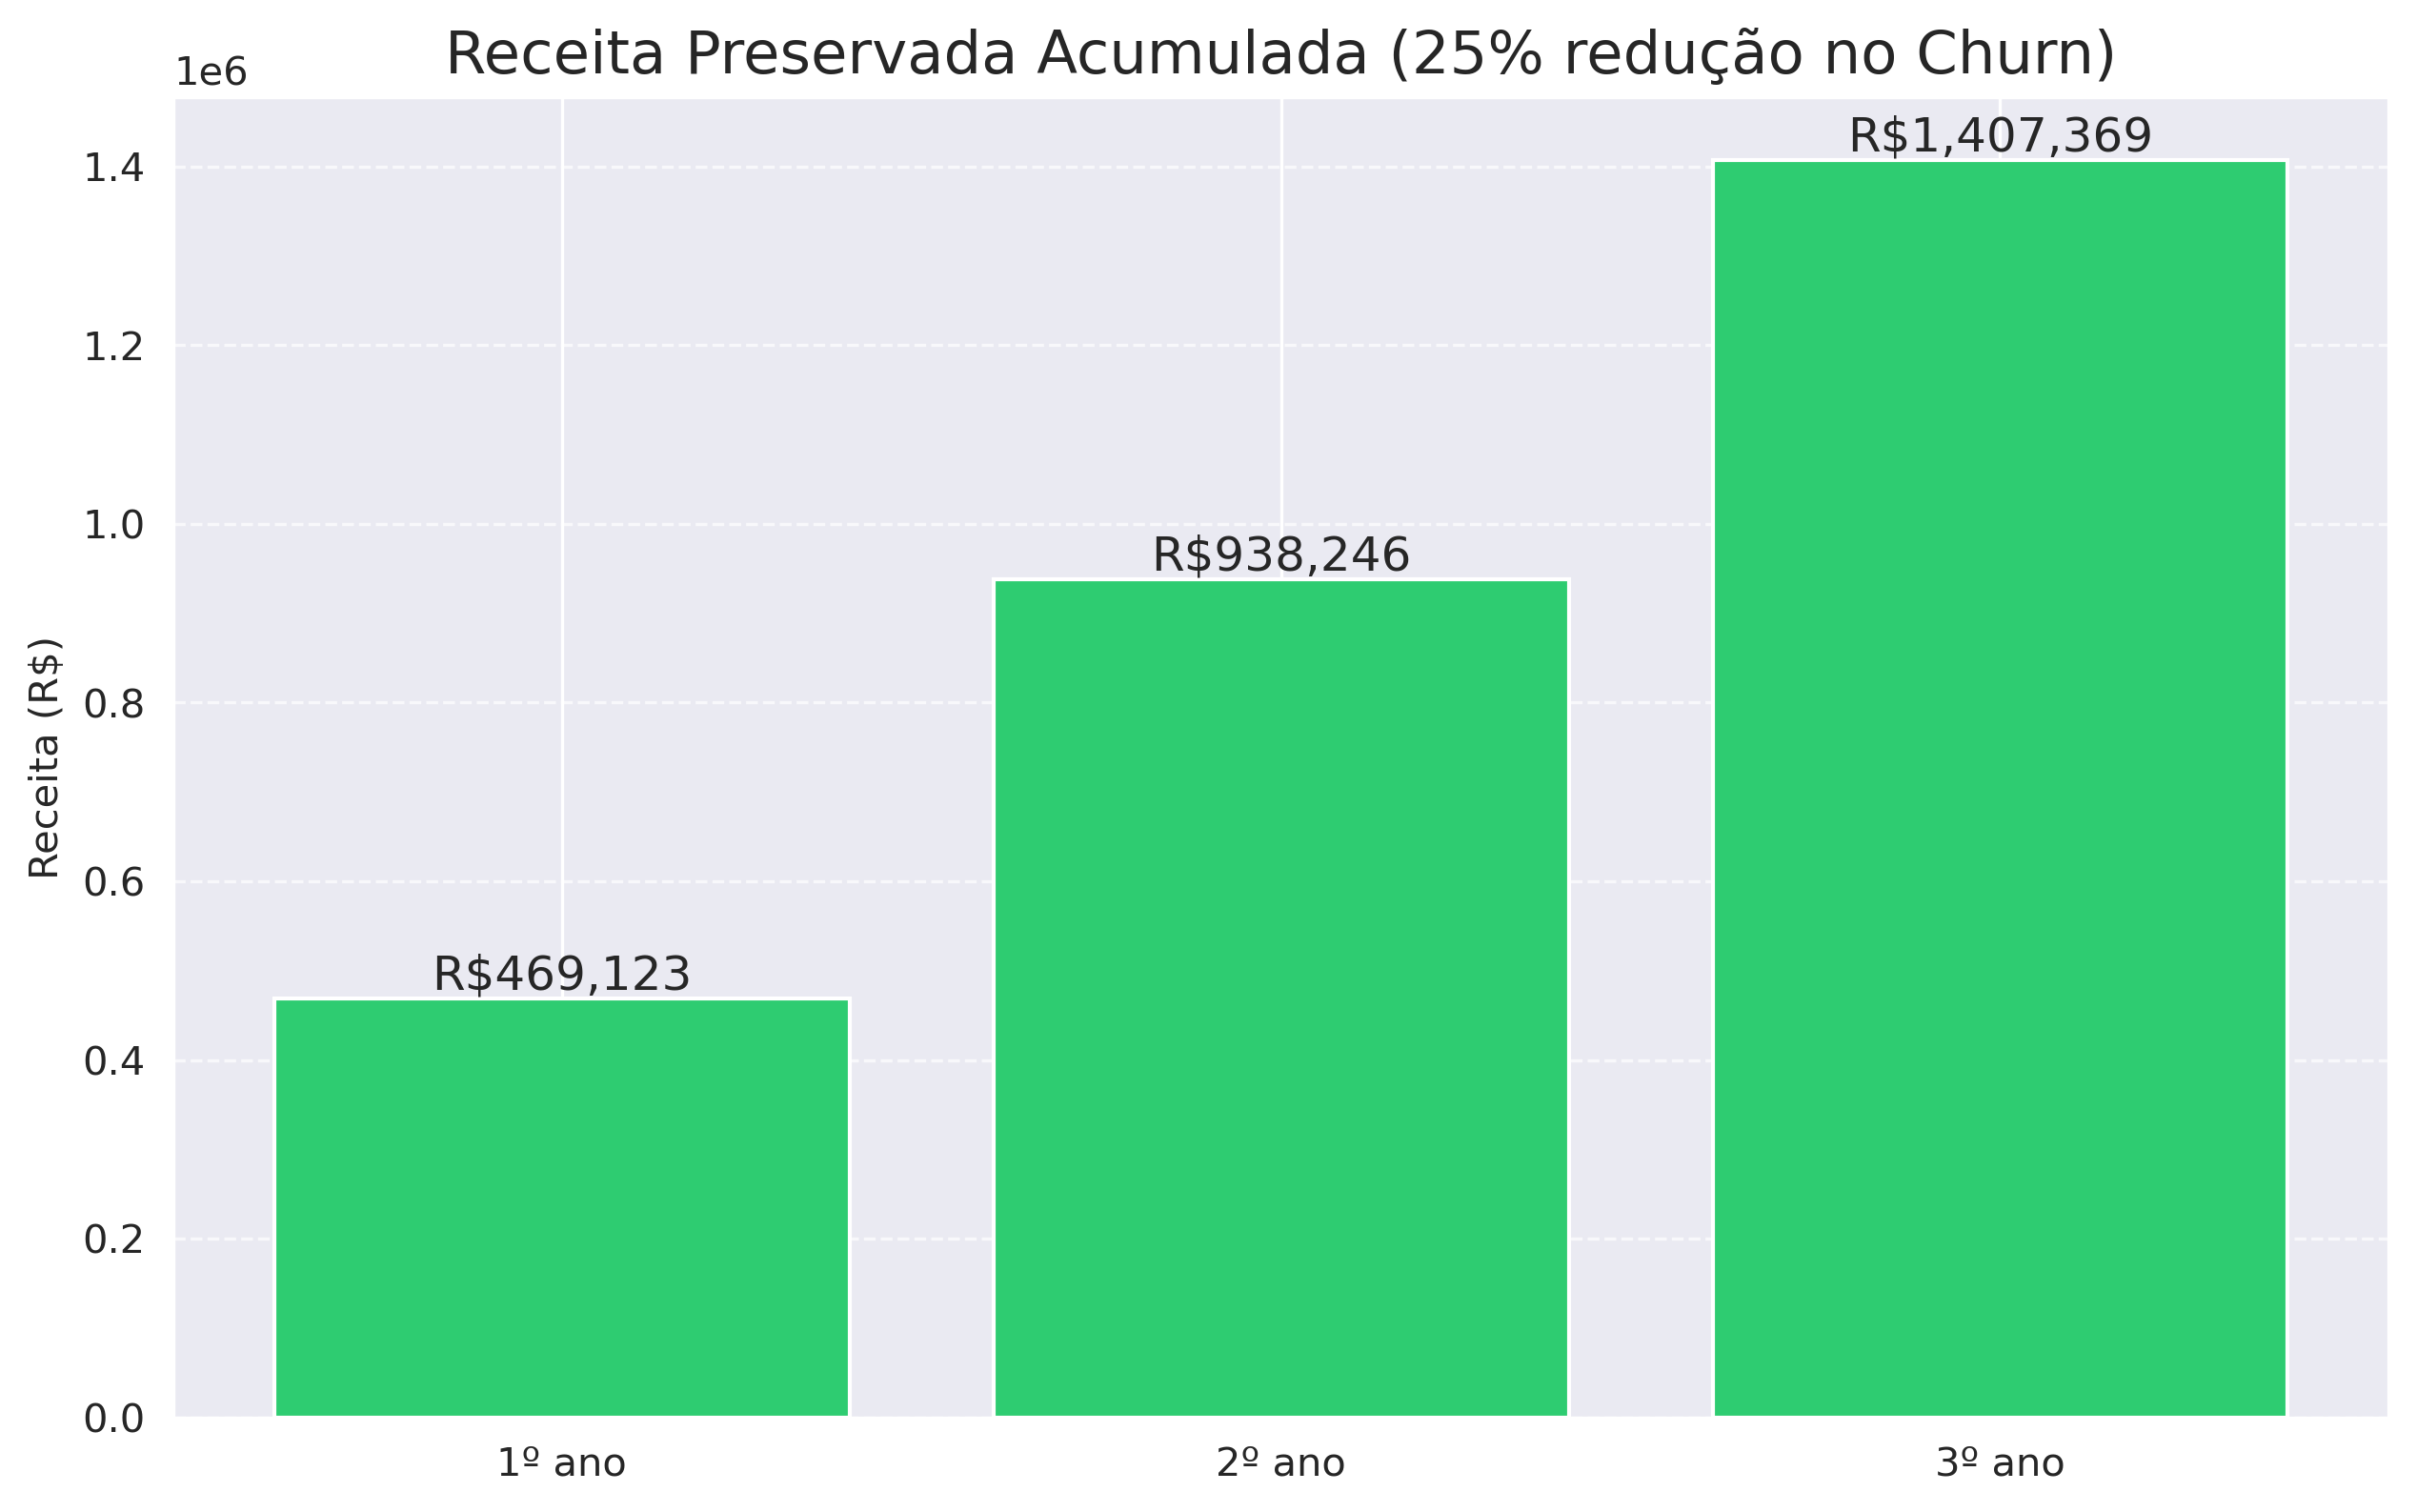 Receita Preservada Acumulada (25% redução no Churn)
1e6
1.4
1.2
1.0
0.8
0.6
0.4
0.2
0.0
Receita (R$)
R$469,123
R$938,246
R$1,407,369
1º ano
2º ano
3º ano